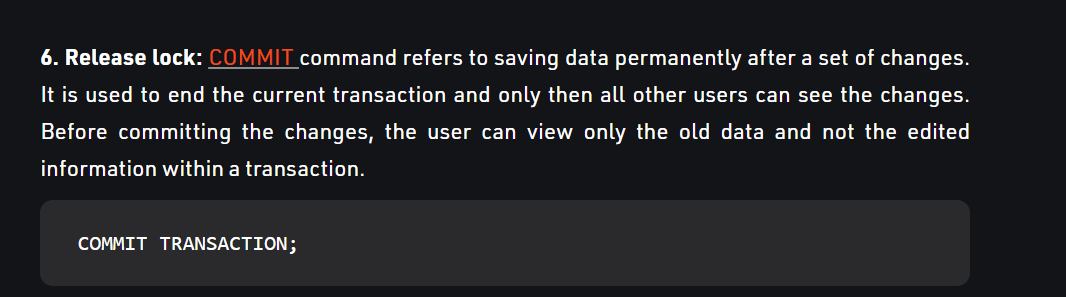 6. Release lock: COMMIT command refers to saving data permanently after a set of changes.
It is used to end the current transaction and only then all other users can see the changes.
Before committing the changes, the user can view only the old data and not the edited
information within a transaction.
COMMIT TRANSACTION;